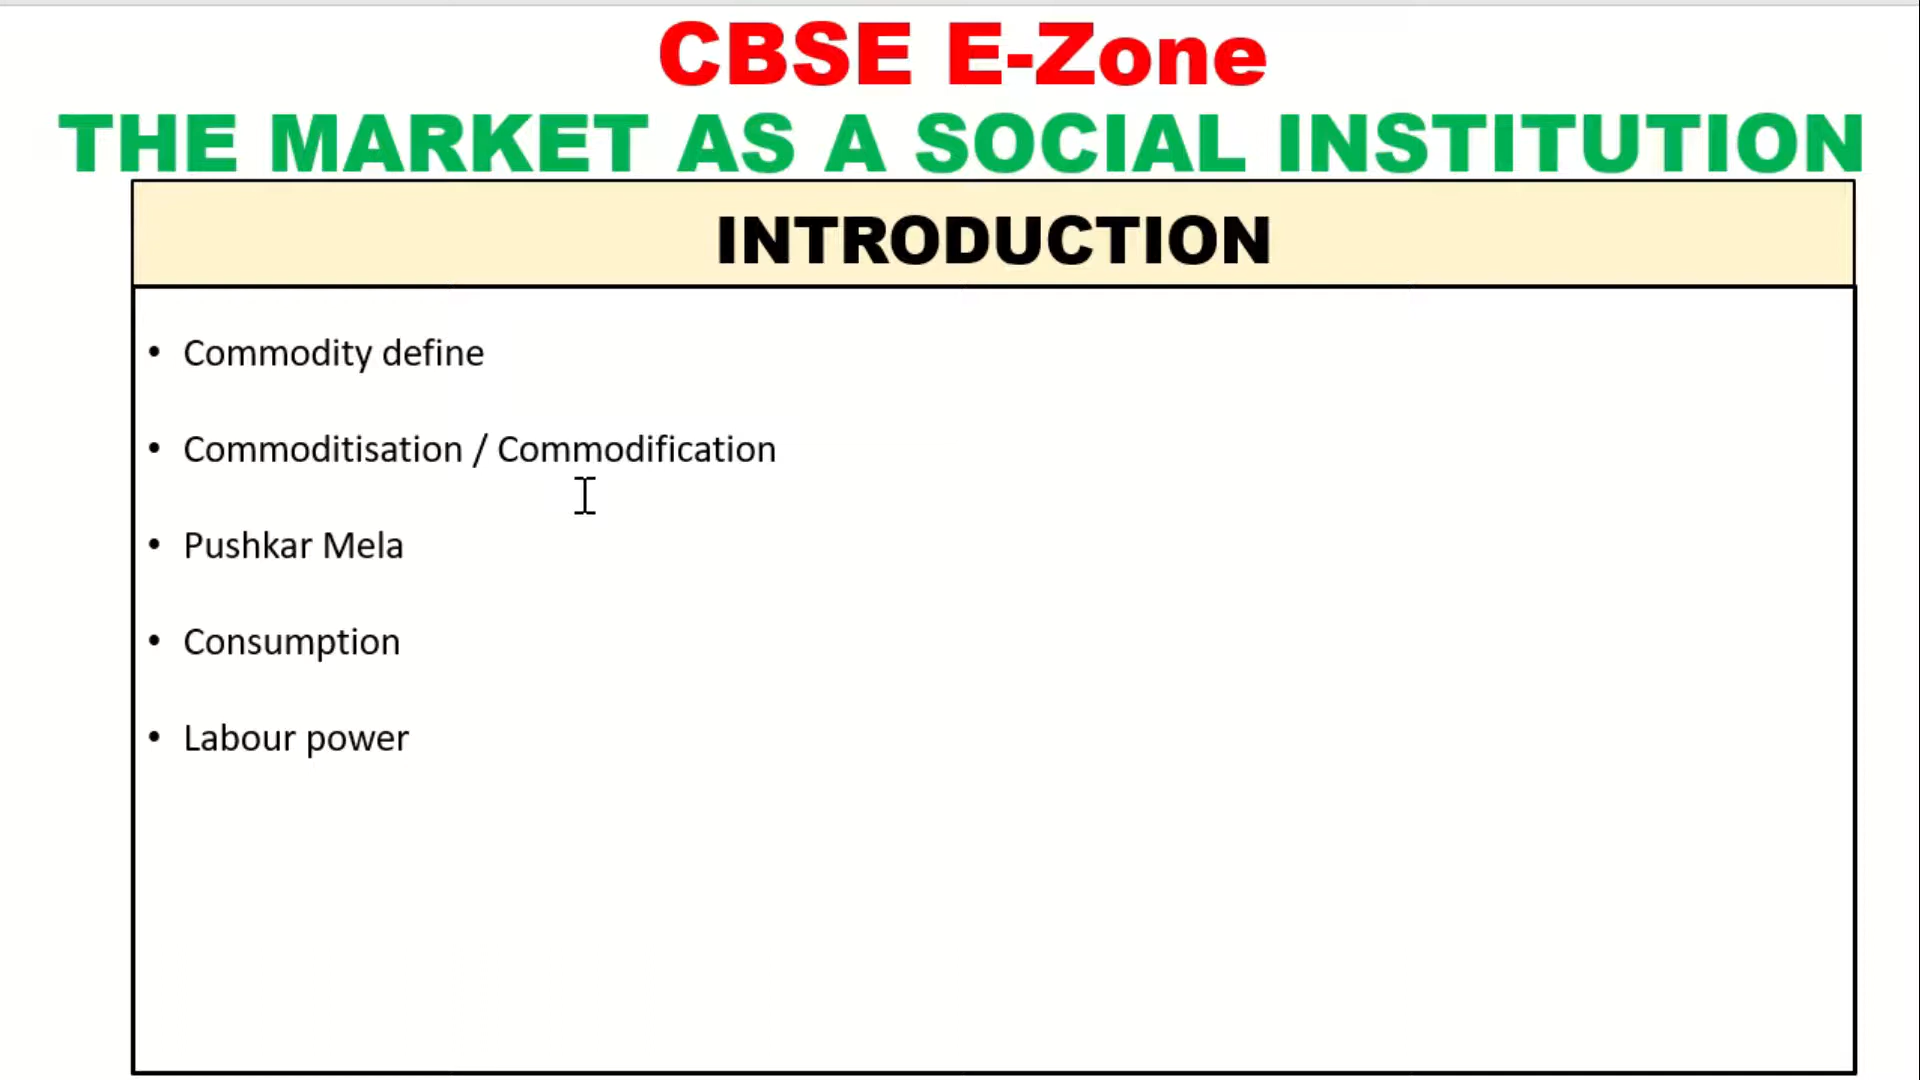 CBSE E-Zone
THE MARKET AS A SOCIAL INSTITUTION
INTRODUCTION
• Commodity define
• Commoditisation / Commodification
• Pushkar Mela
• Consumption
• Labour power